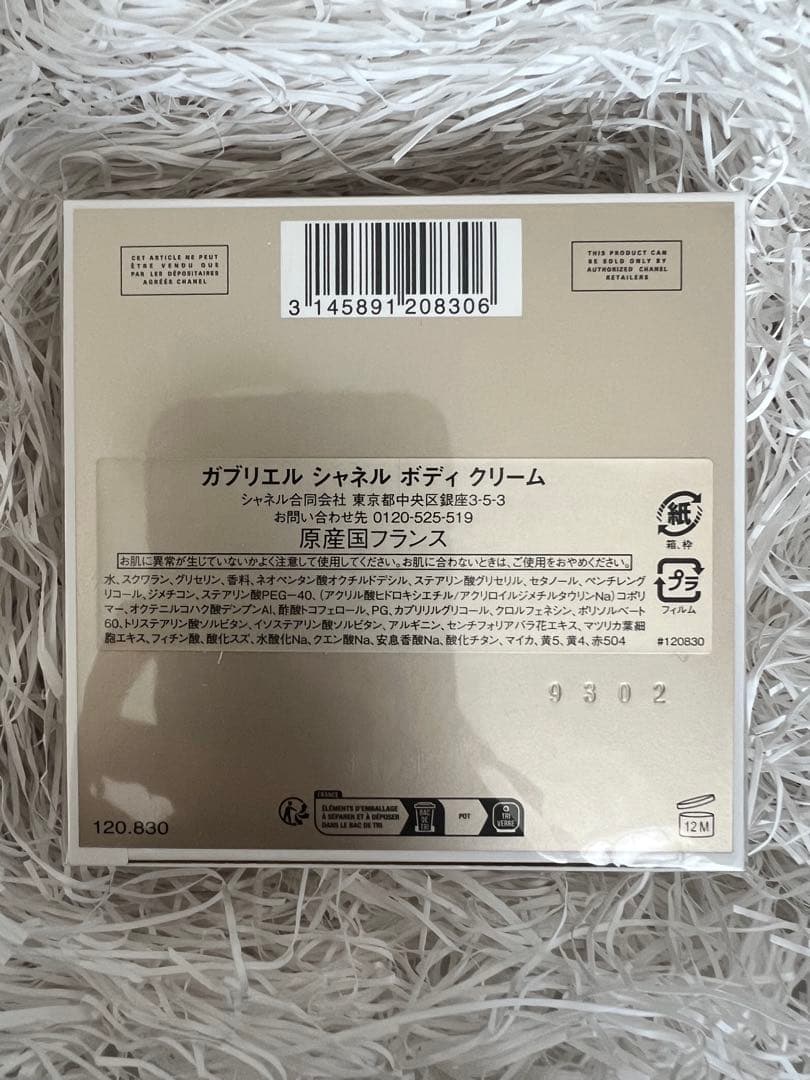 CET ARTICLE NE PEUT
ÊTRE VENDU QUE
PAR LES DÉPOSITAIRES
AGRÉÉS CHANEL
3 145891 208306
THIS PRODUCT CAN
BE SOLD ONLY BY
AUTHORIZED CHANEL
RETAILERS
ガブリエル シャネル ボディ クリーム
シャネル合同会社 東京都中央区銀座3-5-3
お問い合わせ先 0120-525-519
原産国フランス
お肌に異常が生じていないかよく注意して使用してください。お肌に合わないときは、ご使用をおやめください。
水、スクワラン、グリセリン、香料、ネオペンタン酸オクチルドデシル、ステアリン酸グリセリル、セタノール、ペンチレングリ
コール、ジメチコン、ステアリン酸PEG-40、(アクリル酸ヒドロキシエチル/アクリロイルジメチルタウリンNa)コポリ
マー、オクテニルコハク酸デンプンAl、酢酸トコフェロール、PG、カプリリルグリコール、クロルフェネシン、ポリソルベート
60、トリステアリン酸ソルビタン、イソステアリン酸ソルビタン、アルギニン、センチフォリアバラ花エキス、マツリカ葉細
胞エキス、フィチン酸、酸化スズ、水酸化Na、クエン酸Na、安息香酸Na、酸化チタン、マイカ、黄5、黄4、赤504
紙
箱、枠
プラ
フィルム
#120830
9302
120.830
FRANCE
ÉLÉMENTS D'EMBALLAGE
À SÉPARER ET À DÉPOSER
DANS LE BAC DE TRI
BAC
DE
TRI
POT
TRI
VERRE
12 M